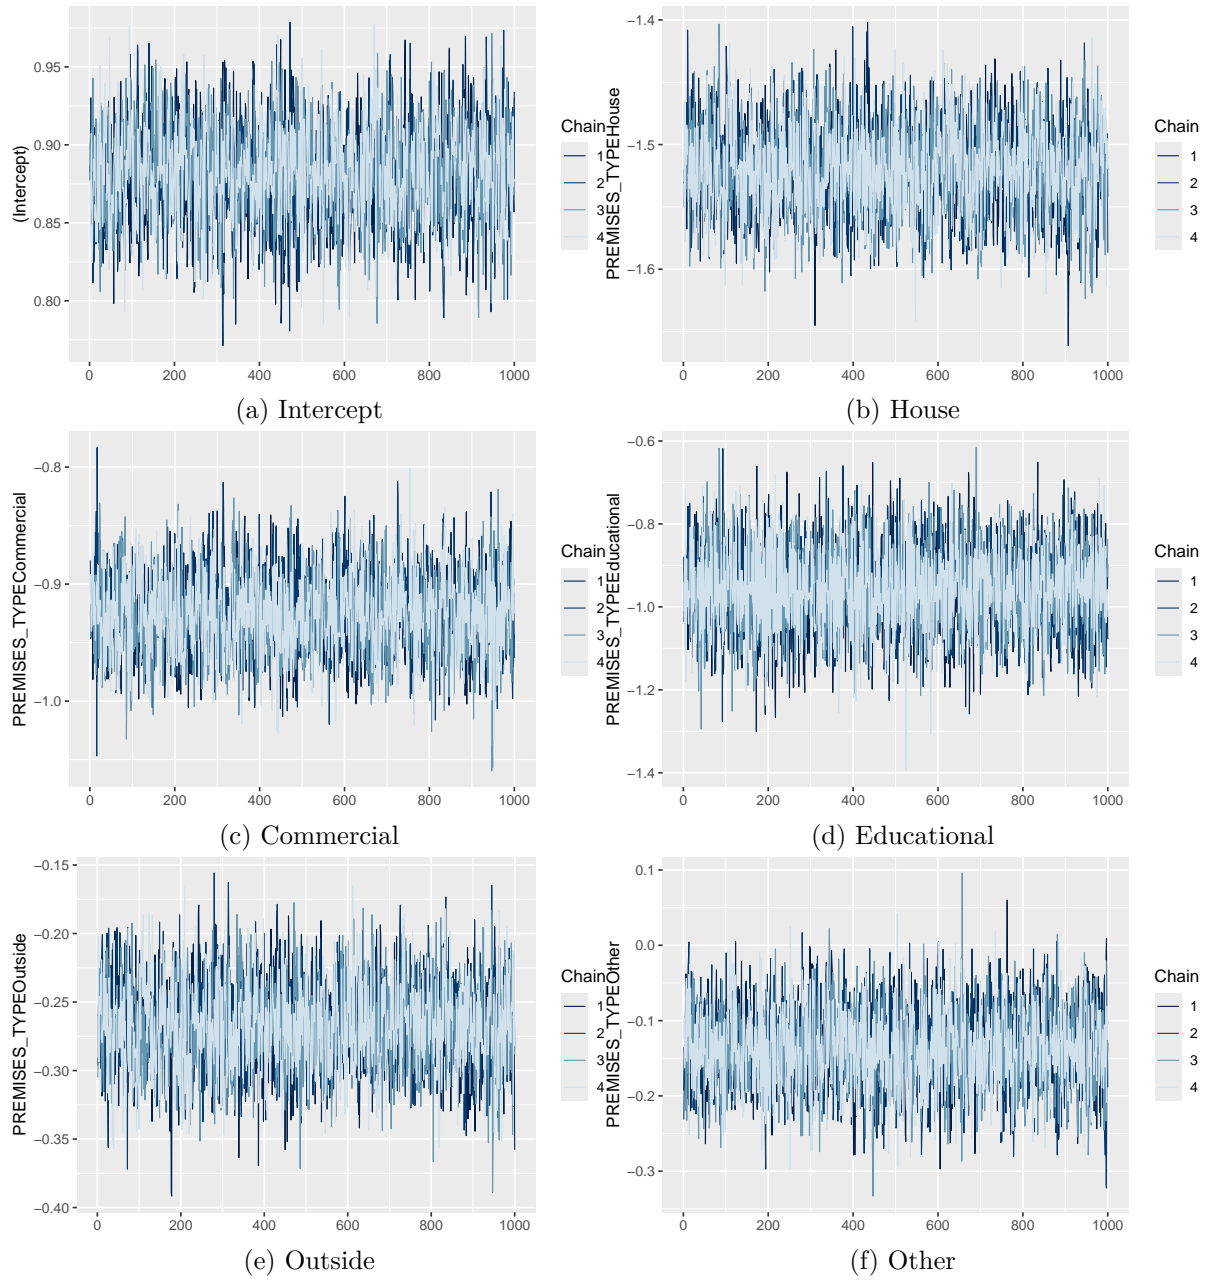 (Intercept)
0.95
0.90
0.85
0.80
0 200 400 600 800 1000
Chain
1
2
3
4
(a) Intercept
PREMISES_TYPEHouse
−1.4
−1.5
−1.6
0 200 400 600 800 1000
Chain
1
2
3
4
(b) House
PREMISES_TYPECommercial
−0.8
−0.9
−1.0
0 200 400 600 800 1000
Chain
1
2
3
4
(c) Commercial
PREMISES_TYPEEducational
−0.6
−0.8
−1.0
−1.2
−1.4
0 200 400 600 800 1000
Chain
1
2
3
4
(d) Educational
PREMISES_TYPEOutside
−0.15
−0.20
−0.25
−0.30
−0.35
−0.40
0 200 400 600 800 1000
Chain
1
2
3
4
(e) Outside
PREMISES_TYPEOther
0.1
0.0
−0.1
−0.2
−0.3
0 200 400 600 800 1000
Chain
1
2
3
4
(f) Other